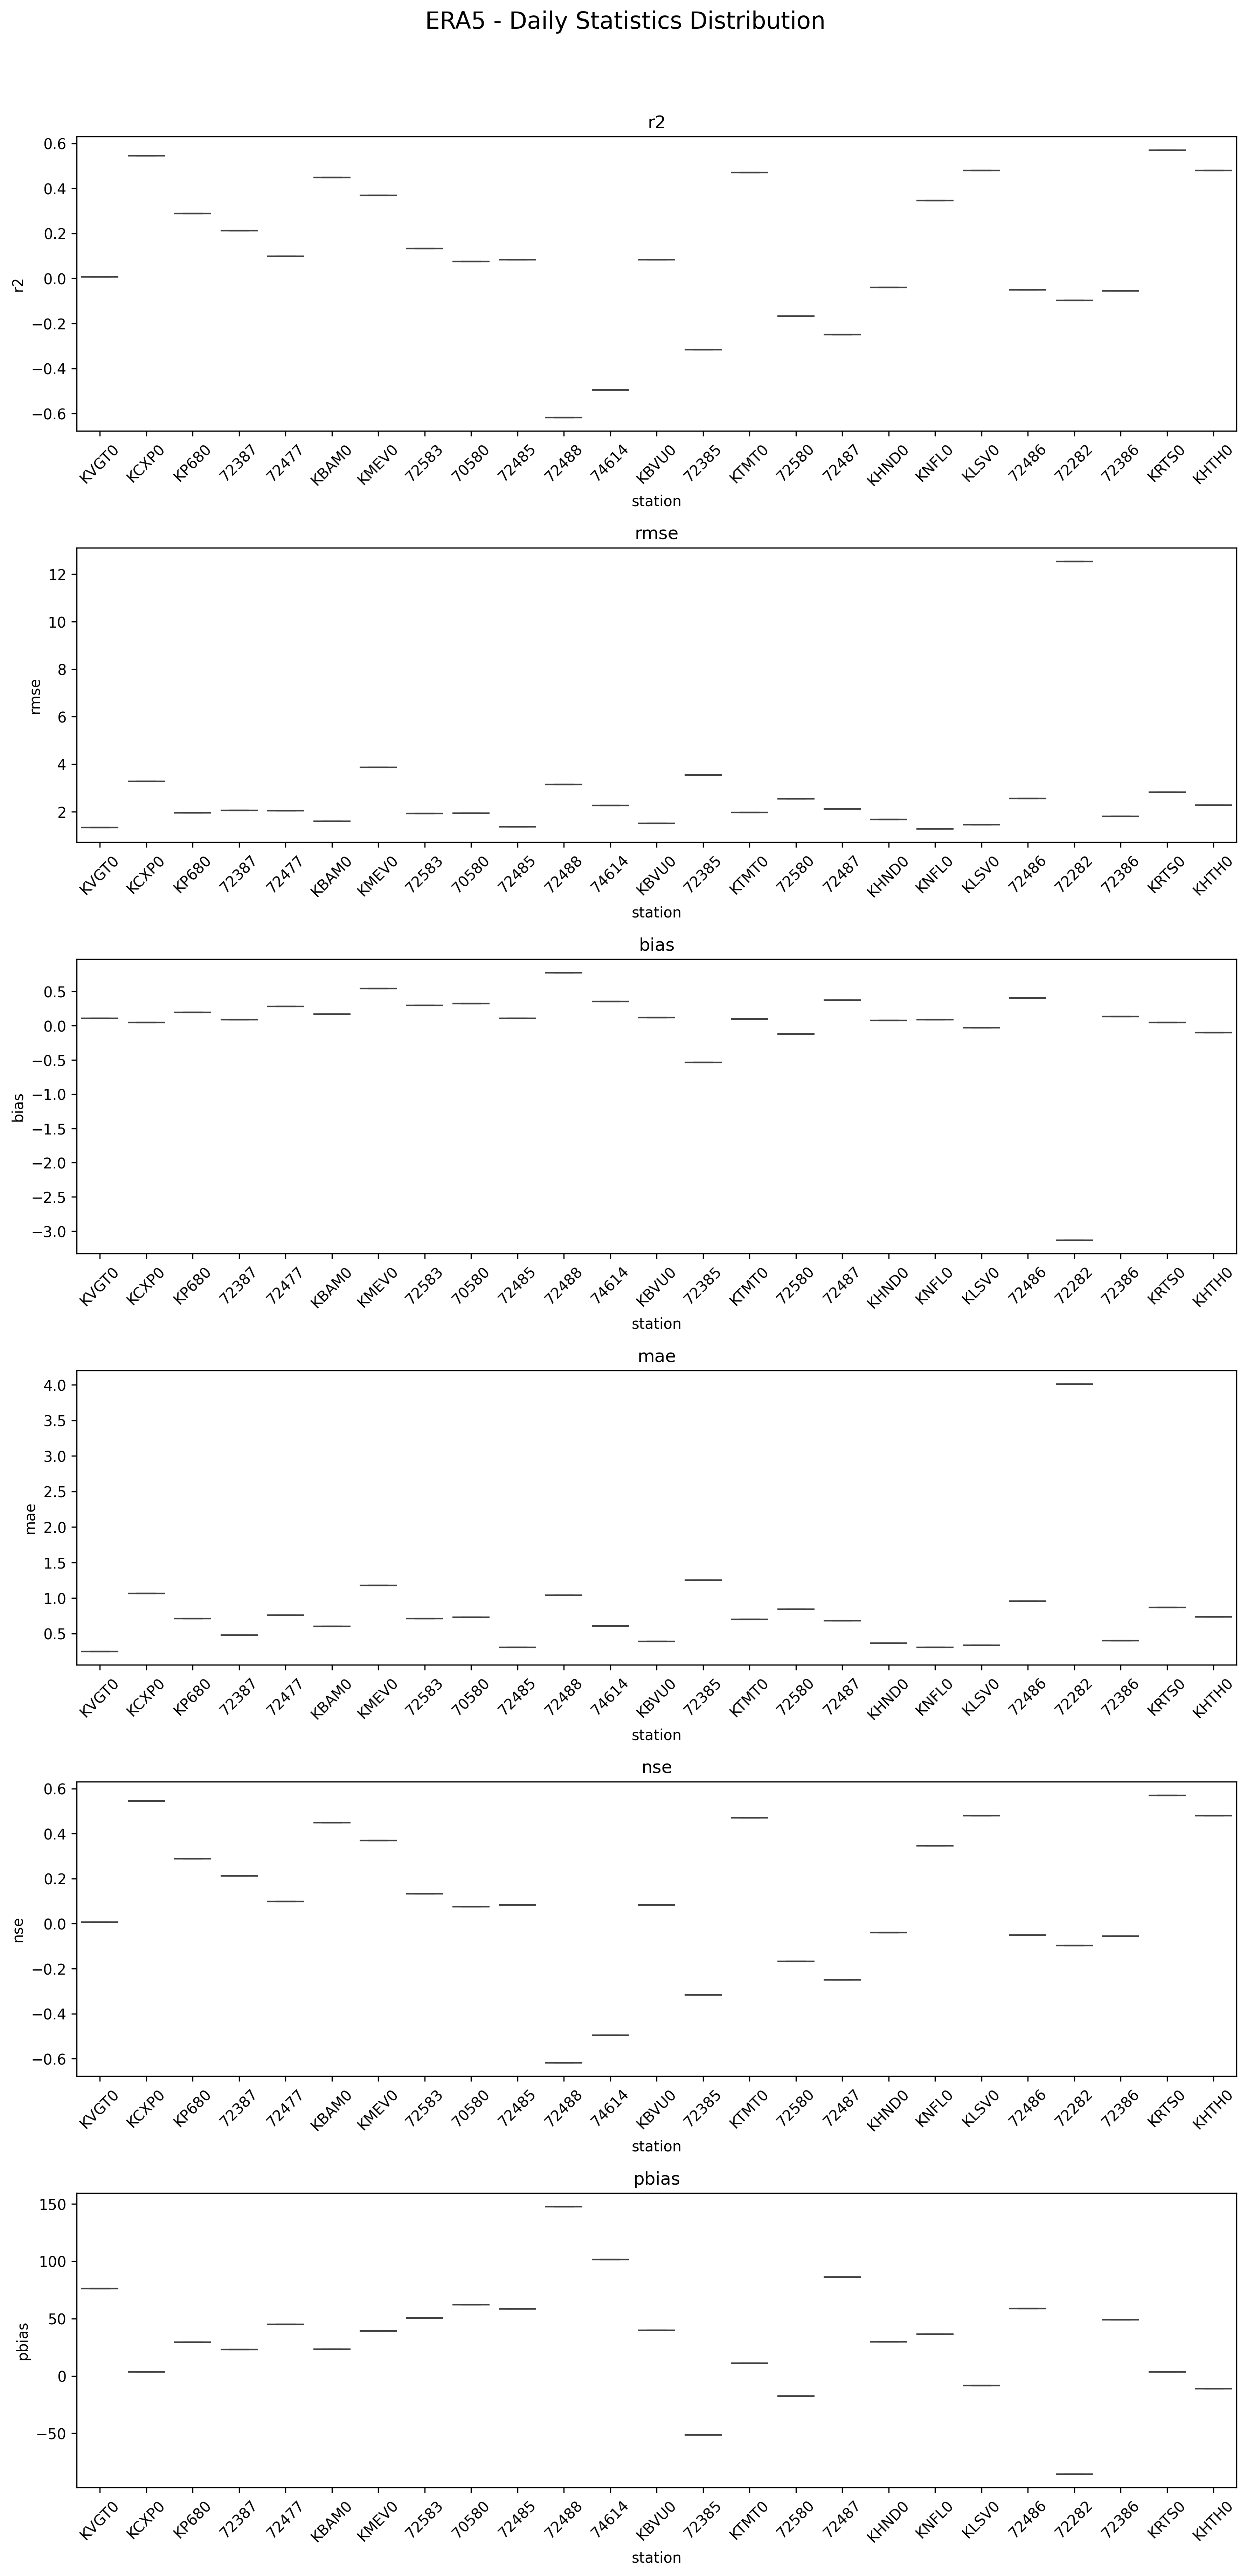 ERA5 - Daily Statistics Distribution
r2
0.6
0.4
0.2
0.0
−0.2
−0.4
−0.6
r2
KVGT0 KCXP0 KP680 72387 72477 KBAM0 KMEV0 72583 70580 72485 72488 74614 KBVU0 72385 KTMT0 72580 72487 KHND0 KNFL0 KLSV0 72486 72282 72386 KRTS0 KHTH0
station
rmse
12
10
8
6
4
2
rmse
KVGT0 KCXP0 KP680 72387 72477 KBAM0 KMEV0 72583 70580 72485 72488 74614 KBVU0 72385 KTMT0 72580 72487 KHND0 KNFL0 KLSV0 72486 72282 72386 KRTS0 KHTH0
station
bias
0.5
0.0
−0.5
−1.0
−1.5
−2.0
−2.5
−3.0
bias
KVGT0 KCXP0 KP680 72387 72477 KBAM0 KMEV0 72583 70580 72485 72488 74614 KBVU0 72385 KTMT0 72580 72487 KHND0 KNFL0 KLSV0 72486 72282 72386 KRTS0 KHTH0
station
mae
4.0
3.5
3.0
2.5
2.0
1.5
1.0
0.5
mae
KVGT0 KCXP0 KP680 72387 72477 KBAM0 KMEV0 72583 70580 72485 72488 74614 KBVU0 72385 KTMT0 72580 72487 KHND0 KNFL0 KLSV0 72486 72282 72386 KRTS0 KHTH0
station
nse
0.6
0.4
0.2
0.0
−0.2
−0.4
−0.6
nse
KVGT0 KCXP0 KP680 72387 72477 KBAM0 KMEV0 72583 70580 72485 72488 74614 KBVU0 72385 KTMT0 72580 72487 KHND0 KNFL0 KLSV0 72486 72282 72386 KRTS0 KHTH0
station
pbias
150
100
50
0
−50
pbias
KVGT0 KCXP0 KP680 72387 72477 KBAM0 KMEV0 72583 70580 72485 72488 74614 KBVU0 72385 KTMT0 72580 72487 KHND0 KNFL0 KLSV0 72486 72282 72386 KRTS0 KHTH0
station